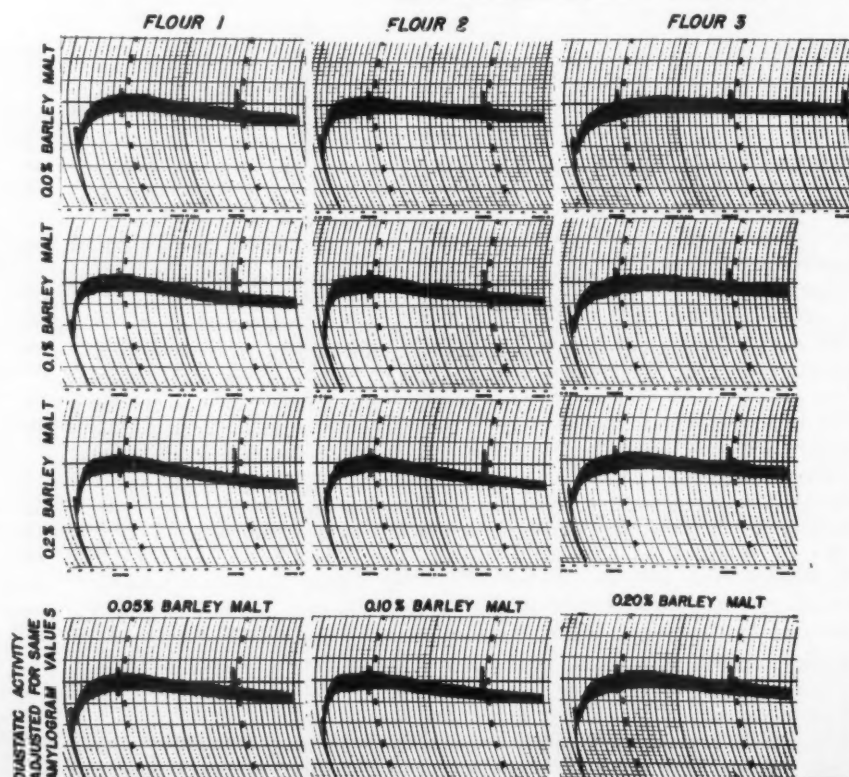 FLOUR 1
FLOUR 2
FLOUR 3
0.0% BARLEY MALT
0.1% BARLEY MALT
0.2% BARLEY MALT
0.05% BARLEY MALT
0.10% BARLEY MALT
0.20% BARLEY MALT
DIASTATIC ACTIVITY
ADJUSTED FOR SAME
AMYLOGRAM VALUES